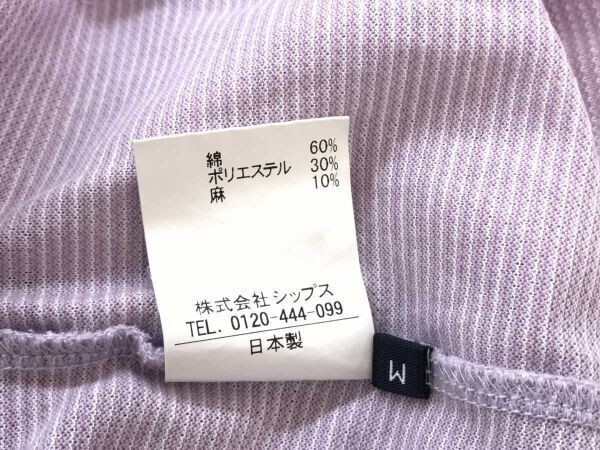 綿 60%
ポリエステル 30%
麻 10%
株式会社シップス
TEL. 0120-444-099
日本製
M